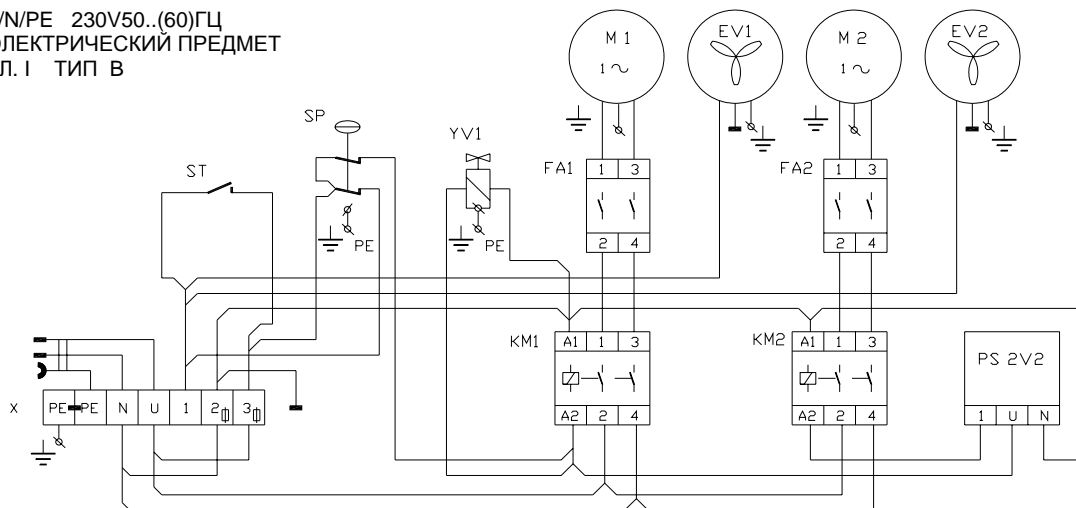 /N/PE 230V50..(60)ГЦ
ЭЛЕКТРИЧЕСКИЙ ПРЕДМЕТ
Л. I ТИП В
M 1
1 ~
EV1
M 2
1 ~
EV2
SP
YV1
ST
FA1
1 3
FA2
1 3
PE
PE
2 4
2 4
KM1
A1 1 3
KM2
A1 1 3
PS 2V2
X
PE PE N U 1 2 3
A2 2 4
A2 2 4
1 U N